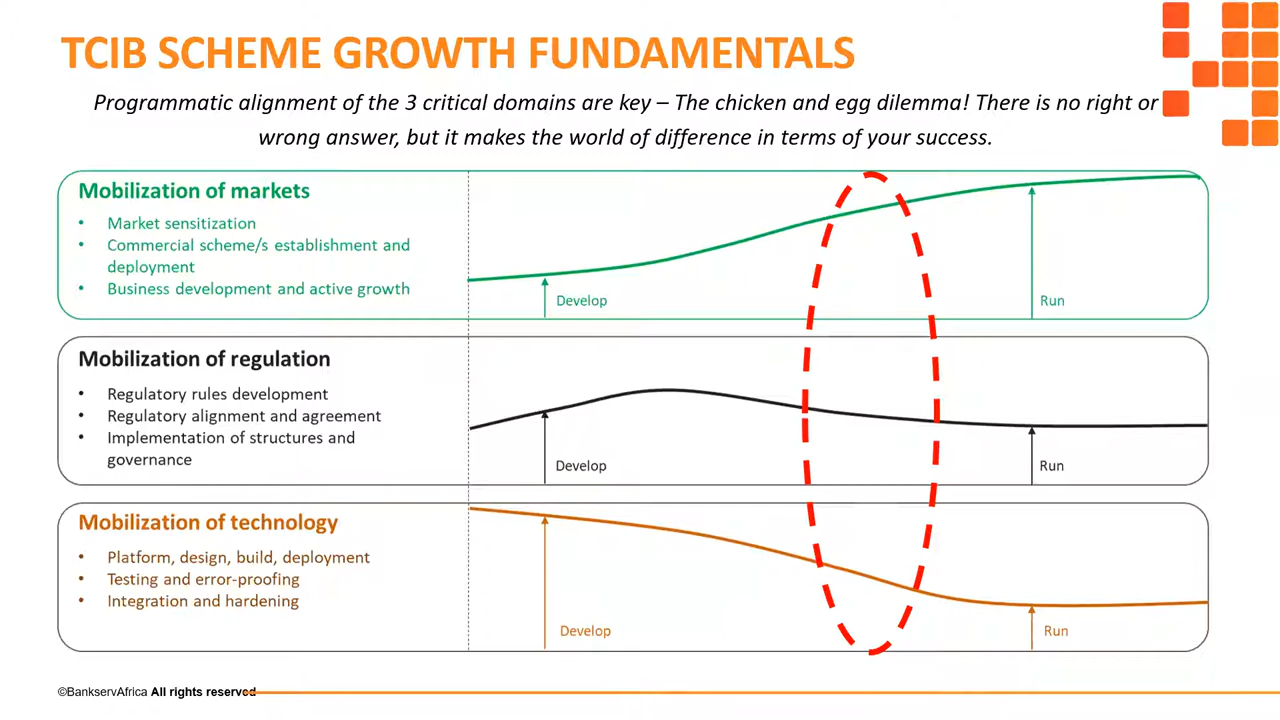 TCIB SCHEME GROWTH FUNDAMENTALS
Programmatic alignment of the 3 critical domains are key – The chicken and egg dilemma! There is no right or
wrong answer, but it makes the world of difference in terms of your success.
Mobilization of markets
• Market sensitization
• Commercial scheme/s establishment and
deployment
• Business development and active growth
Develop
Run
Mobilization of regulation
• Regulatory rules development
• Regulatory alignment and agreement
• Implementation of structures and
governance
Develop
Run
Mobilization of technology
• Platform, design, build, deployment
• Testing and error-proofing
• Integration and hardening
Develop
Run
©BankservAfrica All rights reserved